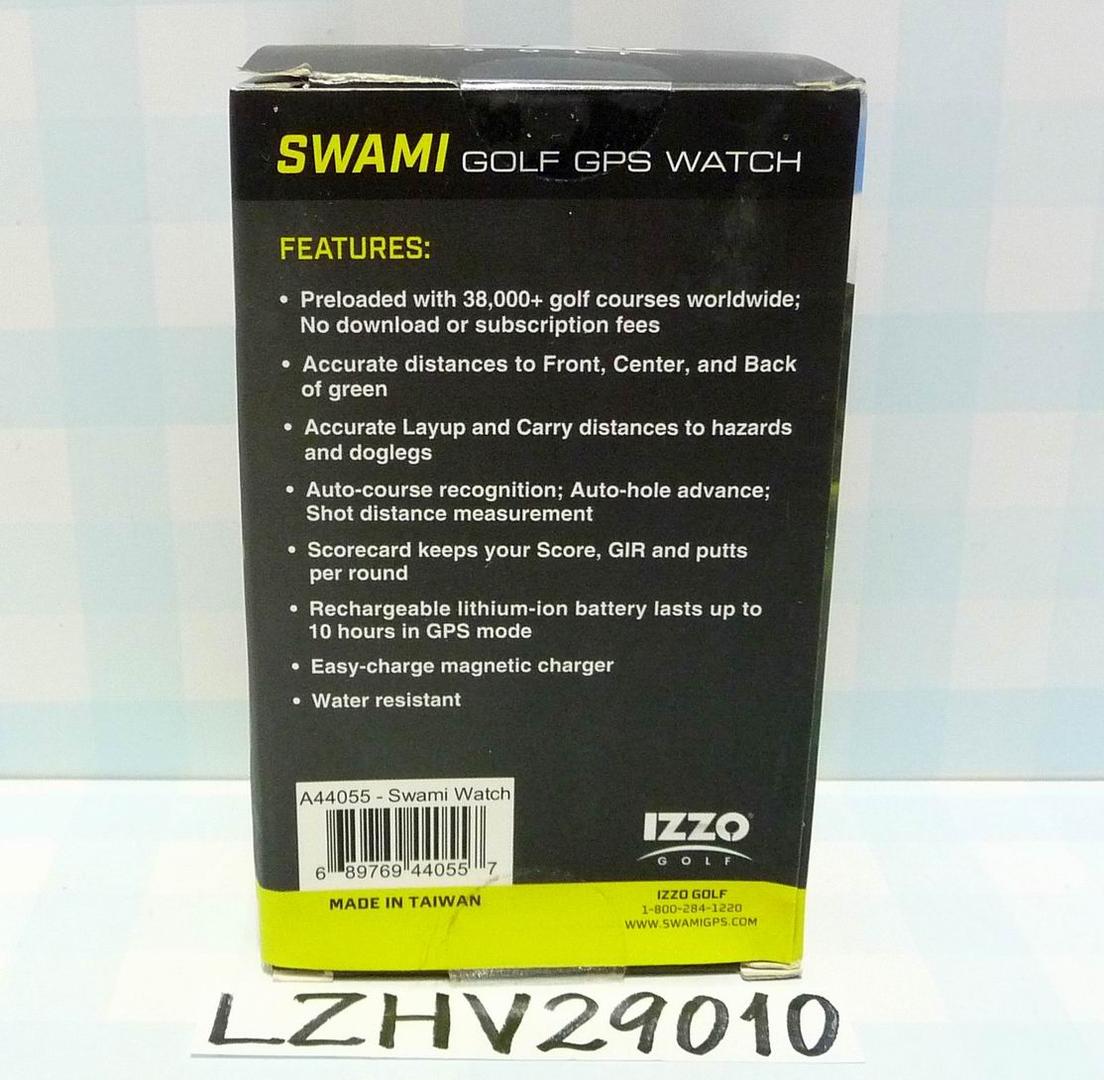 SWAMI GOLF GPS WATCH
FEATURES:
• Preloaded with 38,000+ golf courses worldwide;
No download or subscription fees
• Accurate distances to Front, Center, and Back
of green
• Accurate Layup and Carry distances to hazards
and doglegs
• Auto-course recognition; Auto-hole advance;
Shot distance measurement
• Scorecard keeps your Score, GIR and putts
per round
• Rechargeable lithium-ion battery lasts up to
10 hours in GPS mode
• Easy-charge magnetic charger
• Water resistant
A44055 - Swami Watch
6 89769 44055 7
MADE IN TAIWAN
IZZO
GOLF
IZZO GOLF
1-800-284-1220
WWW.SWAMIGPS.COM
LZHV29010